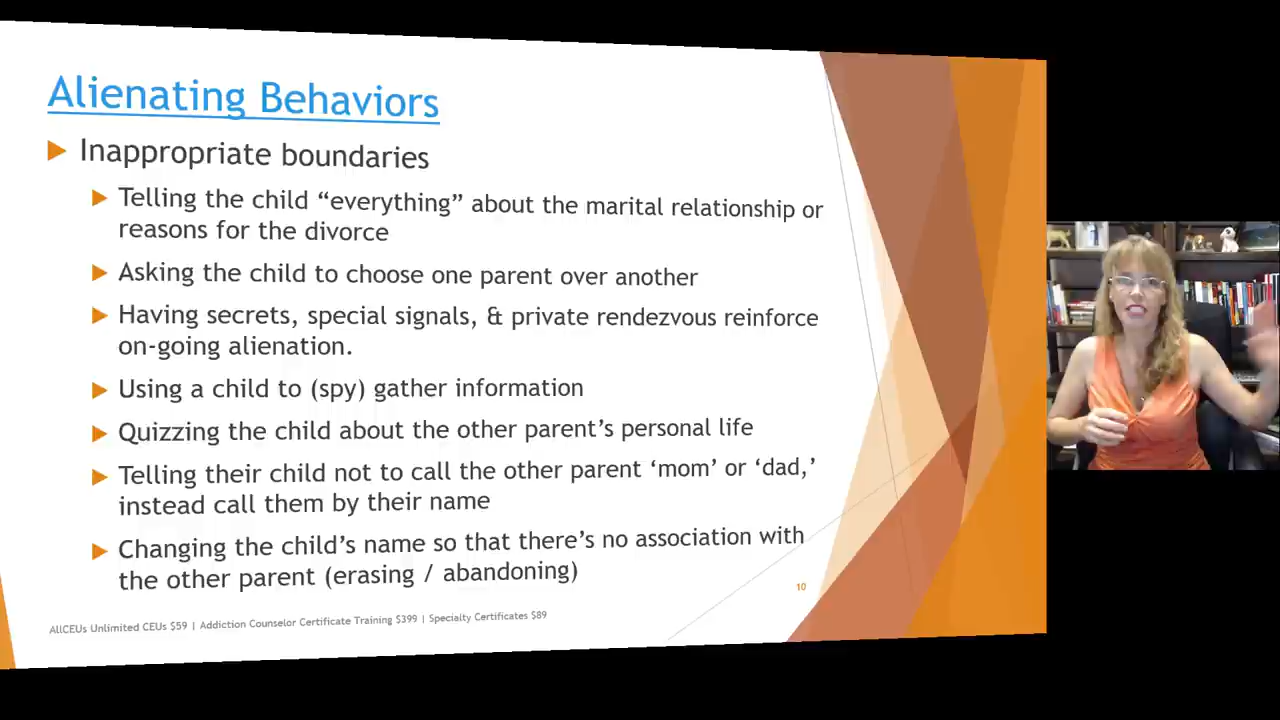 Alienating Behaviors
Inappropriate boundaries
Telling the child “everything” about the marital relationship or
reasons for the divorce
Asking the child to choose one parent over another
Having secrets, special signals, & private rendezvous reinforce
on-going alienation.
Using a child to (spy) gather information
Quizzing the child about the other parent’s personal life
Telling their child not to call the other parent ‘mom’ or ‘dad,’
instead call them by their name
Changing the child’s name so that there’s no association with
the other parent (erasing / abandoning)
10
AllCEUs Unlimited CEUs $59 | Addiction Counselor Certificate Training $399 | Specialty Certificates $89